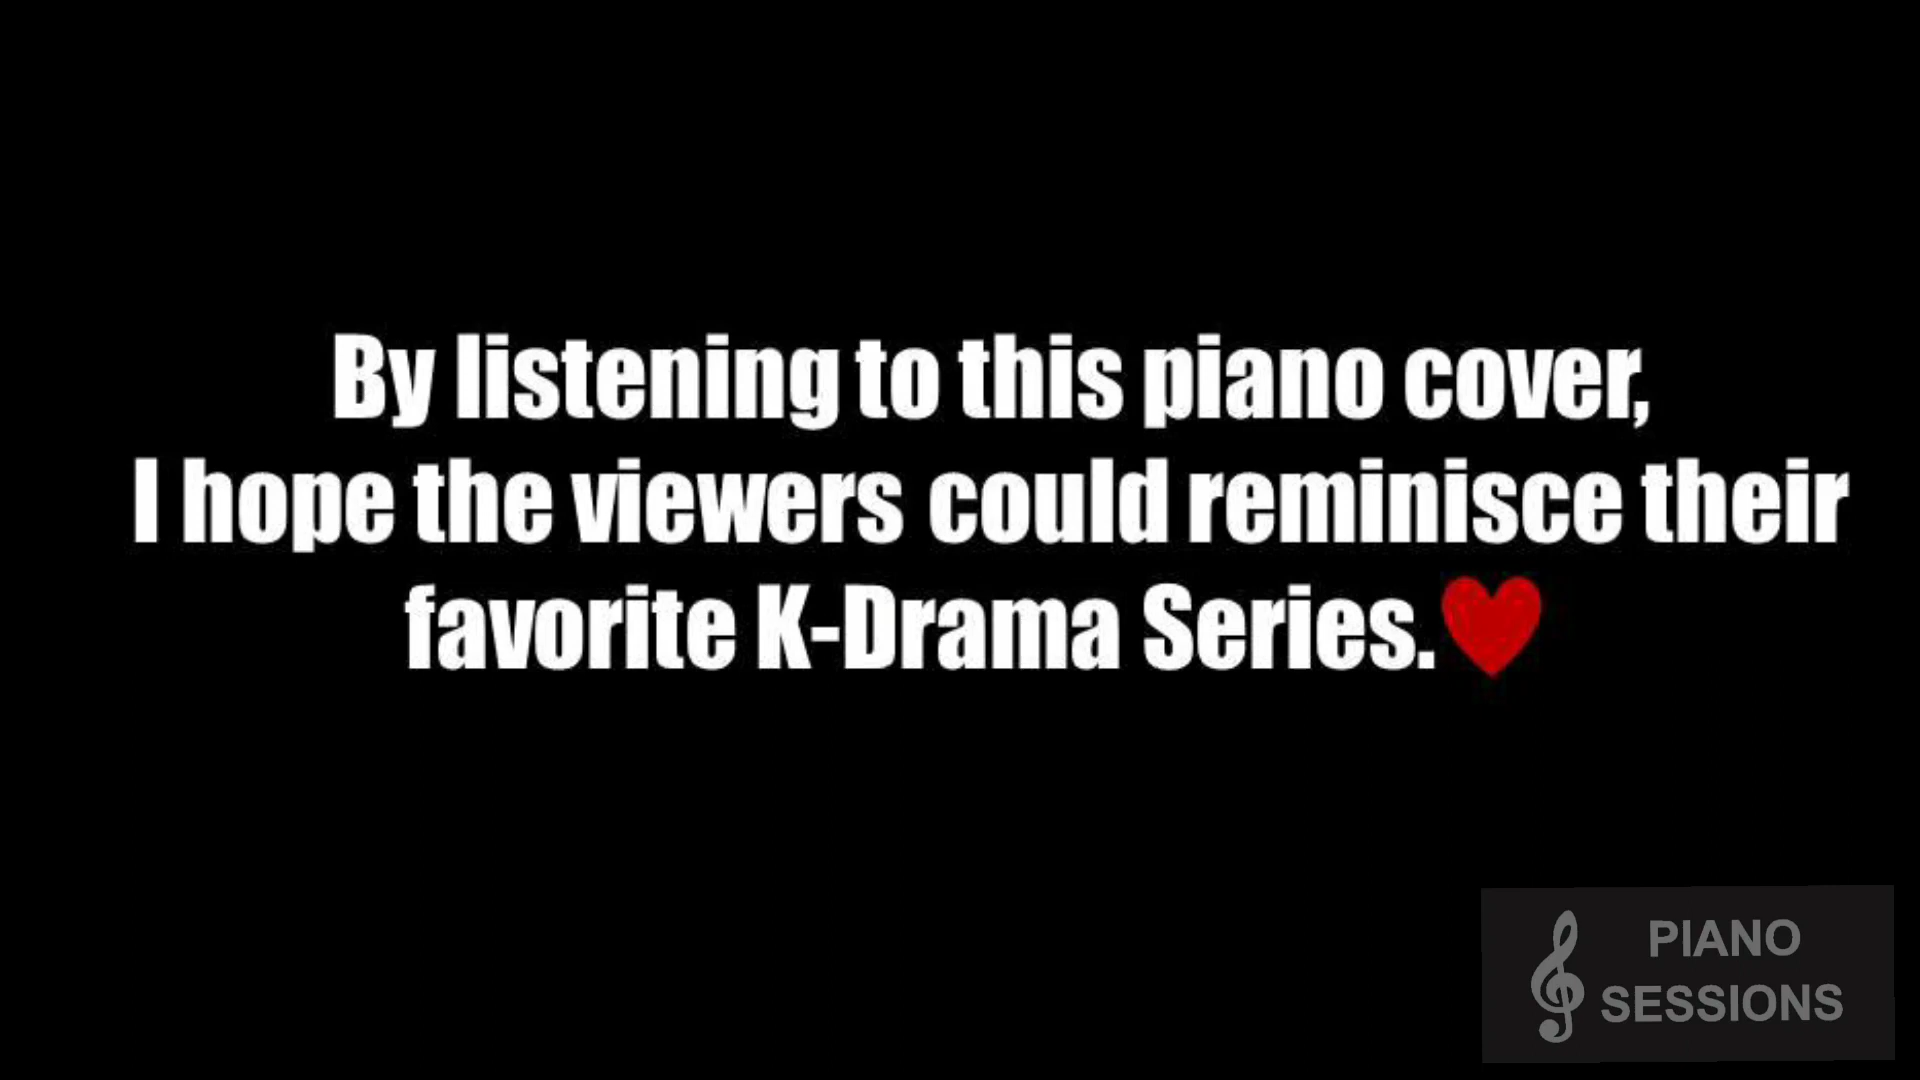 By listening to this piano cover,
I hope the viewers could reminisce their
favorite K-Drama Series.❤
PIANO
SESSIONS